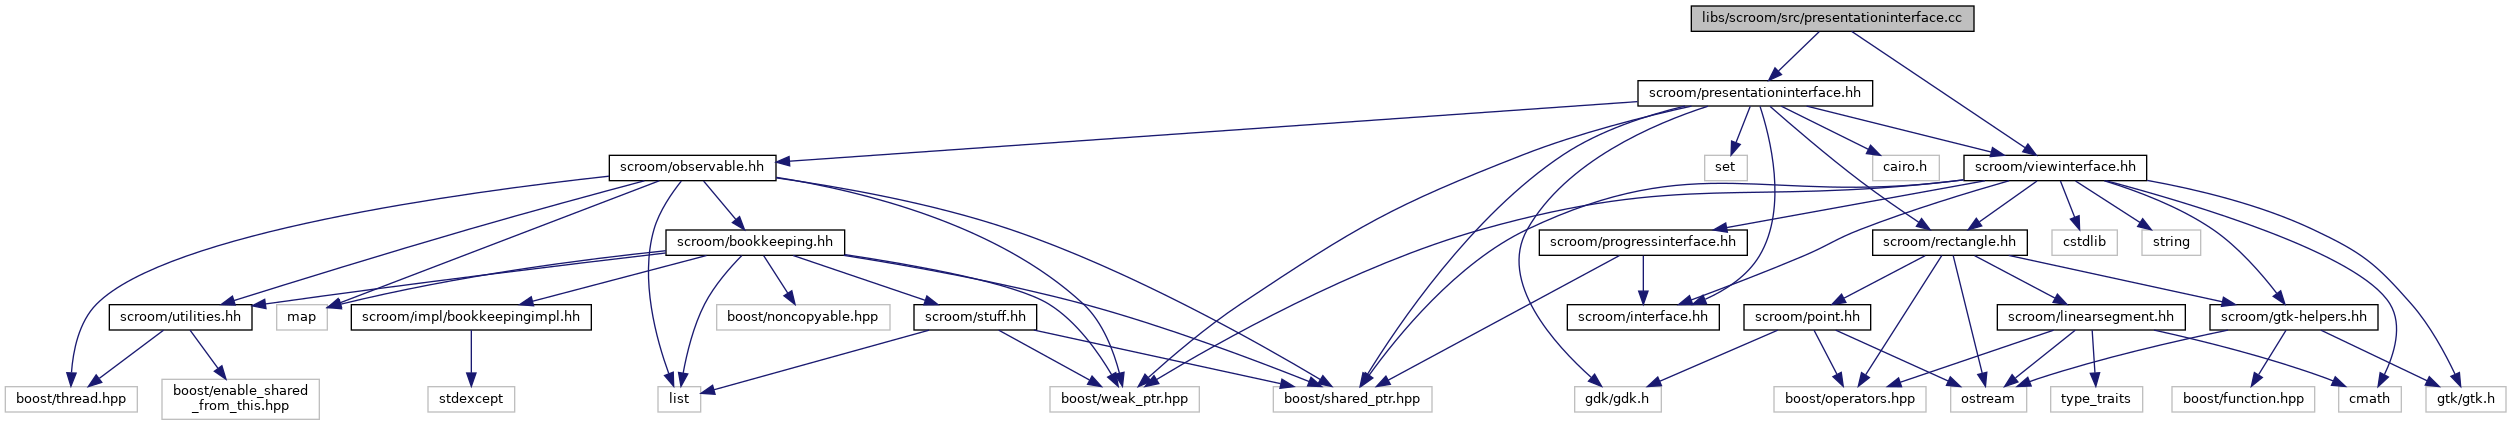 libs/scroom/src/presentationinterface.cc
scroom/presentationinterface.hh
scroom/observable.hh
set
cairo.h
scroom/viewinterface.hh
scroom/bookkeeping.hh
scroom/progressinterface.hh
scroom/rectangle.hh
cstdlib
string
scroom/utilities.hh
map
scroom/impl/bookkeepingimpl.hh
boost/noncopyable.hpp
scroom/stuff.hh
scroom/interface.hh
scroom/point.hh
scroom/linearsegment.hh
scroom/gtk-helpers.hh
boost/thread.hpp
boost/enable_shared
_from_this.hpp
stdexcept
list
boost/weak_ptr.hpp
boost/shared_ptr.hpp
gdk/gdk.h
boost/operators.hpp
ostream
type_traits
boost/function.hpp
cmath
gtk/gtk.h